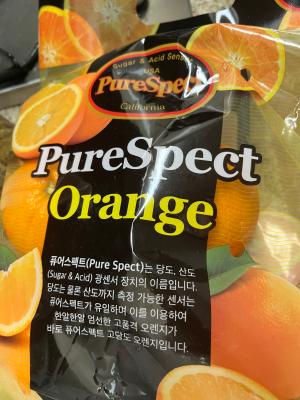 Sugar & Acid Sensor
USA
PureSpect
California
PureSpect
Orange
퓨어스펙트(Pure Spect)는 당도, 산도
(Sugar & Acid) 광센서 장치의 이름입니다.
당도는 물론 산도까지 측정 가능한 센서는
퓨어스펙트가 유일하며 이를 이용하여
한알한알 엄선한 고품격 오렌지가
바로 퓨어스펙트 고당도 오렌지입니다.